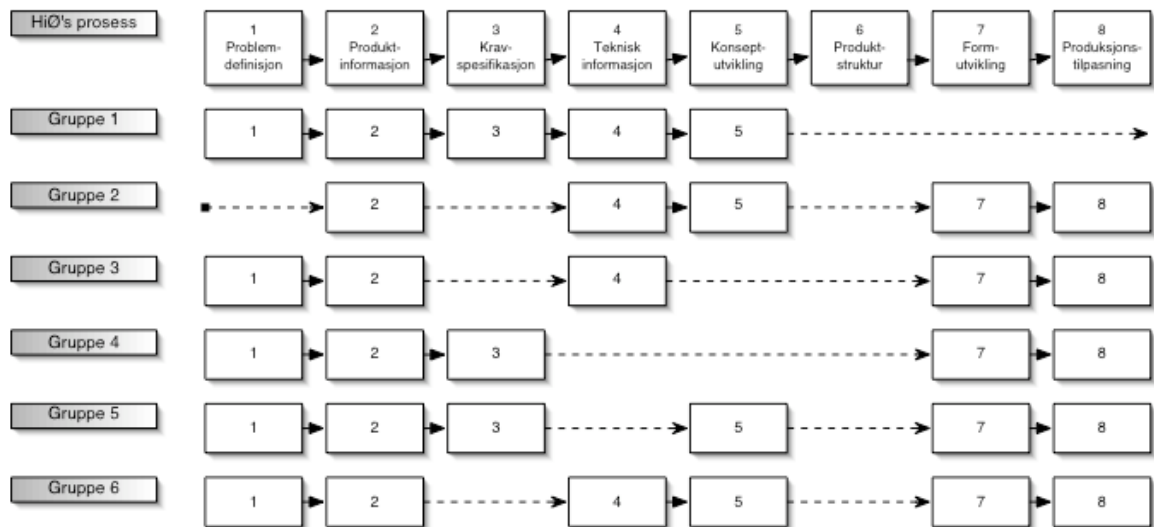 HiØ's prosess
1
Problem-
definisjon
2
Produkt-
informasjon
3
Krav-
spesifikasjon
4
Teknisk
informasjon
5
Konsept-
utvikling
6
Produkt-
struktur
7
Form-
utvikling
8
Produksjons-
tilpasning
Gruppe 1
1
2
3
4
5
Gruppe 2
2
4
5
7
8
Gruppe 3
1
2
4
7
8
Gruppe 4
1
2
3
7
8
Gruppe 5
1
2
3
5
7
8
Gruppe 6
1
2
4
5
7
8